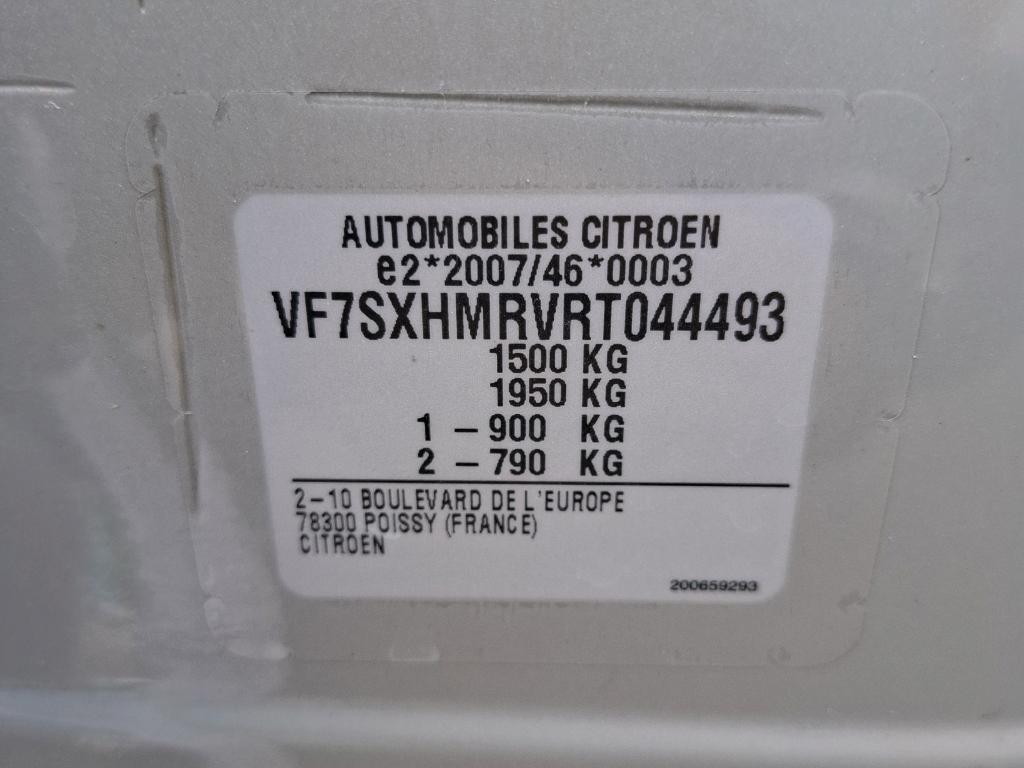 AUTOMOBILES CITROEN
e2*2007/46*0003
VF7SXHMRVRT044493
1500 KG
1950 KG
1 – 900 KG
2 – 790 KG
2–10 BOULEVARD DE L'EUROPE
78300 POISSY (FRANCE)
CITROEN
200659293